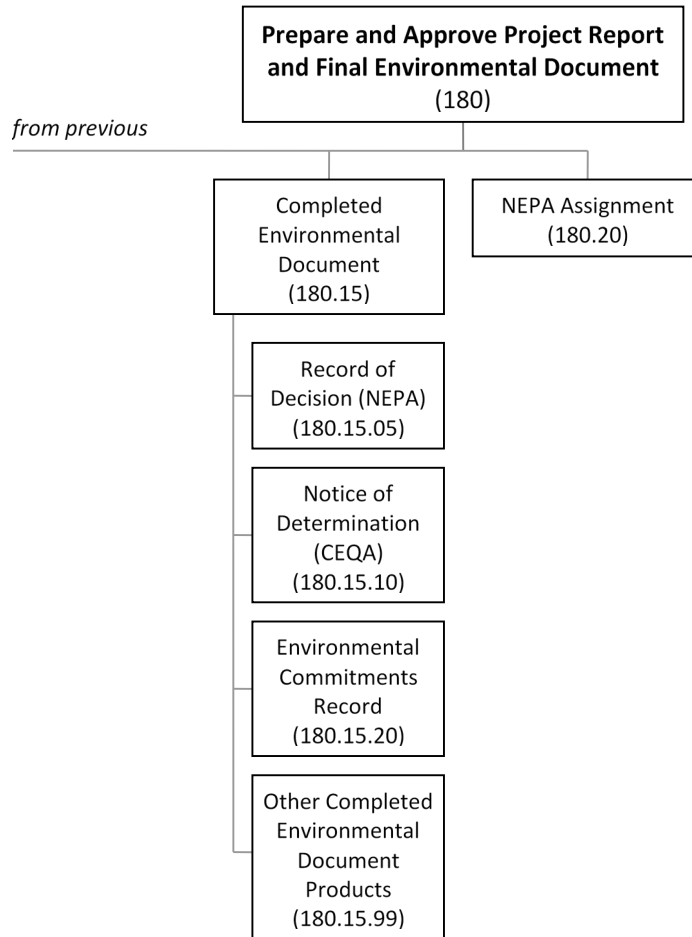 Prepare and Approve Project Report
and Final Environmental Document
(180)
from previous
Completed
Environmental
Document
(180.15)
NEPA Assignment
(180.20)
Record of
Decision (NEPA)
(180.15.05)
Notice of
Determination
(CEQA)
(180.15.10)
Environmental
Commitments
Record
(180.15.20)
Other Completed
Environmental
Document
Products
(180.15.99)